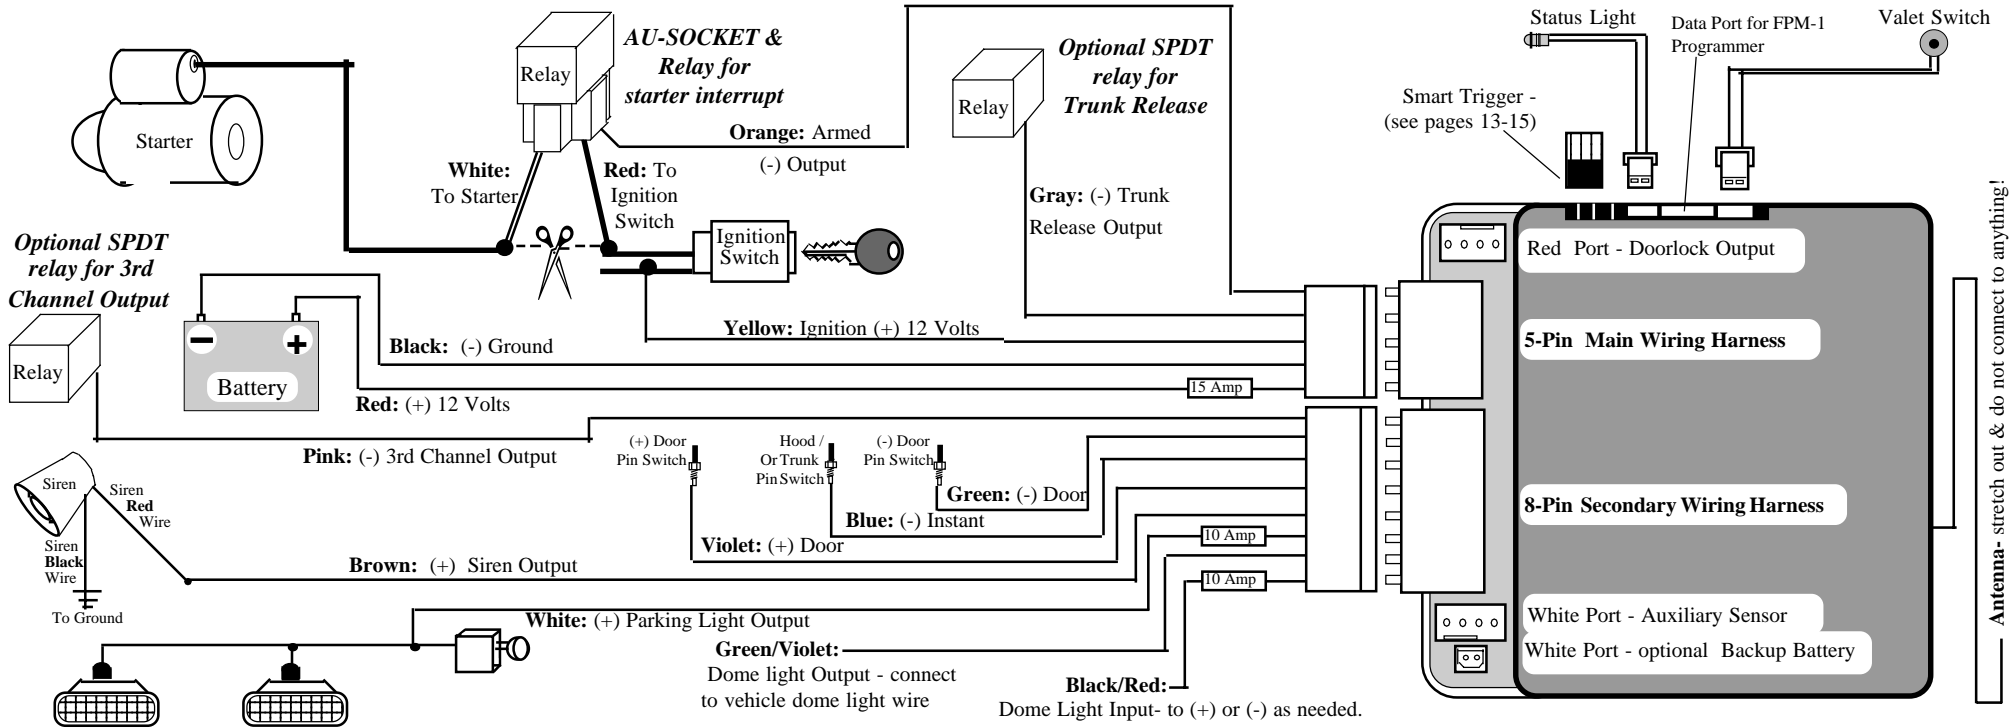 Starter
Relay
AU-SOCKET &
Relay for
starter interrupt
Orange: Armed
(-) Output
White:
To Starter
Red: To
Ignition
Switch
Ignition
Switch
Optional SPDT
relay for
Trunk Release
Relay
Gray: (-) Trunk
Release Output
Status Light
Data Port for FPM-1
Programmer
Valet Switch
Smart Trigger -
(see pages 13-15)
Optional SPDT
relay for 3rd
Channel Output
Relay
Battery
Yellow: Ignition (+) 12 Volts
Black: (-) Ground
Red: (+) 12 Volts
15 Amp
Pink: (-) 3rd Channel Output
(+) Door
Pin Switch
Hood /
Or Trunk
Pin Switch
(-) Door
Pin Switch
Green: (-) Door
Blue: (-) Instant
Violet: (+) Door
10 Amp
Siren
Siren
Red
Wire
Siren
Black
Wire
To Ground
Brown: (+) Siren Output
10 Amp
White: (+) Parking Light Output
Green/Violet:
Dome light Output - connect
to vehicle dome light wire
Black/Red:
Dome Light Input- to (+) or (-) as needed.
Red Port - Doorlock Output
5-Pin Main Wiring Harness
8-Pin Secondary Wiring Harness
White Port - Auxiliary Sensor
White Port - optional Backup Battery
Antenna- stretch out & do not connect to anything!